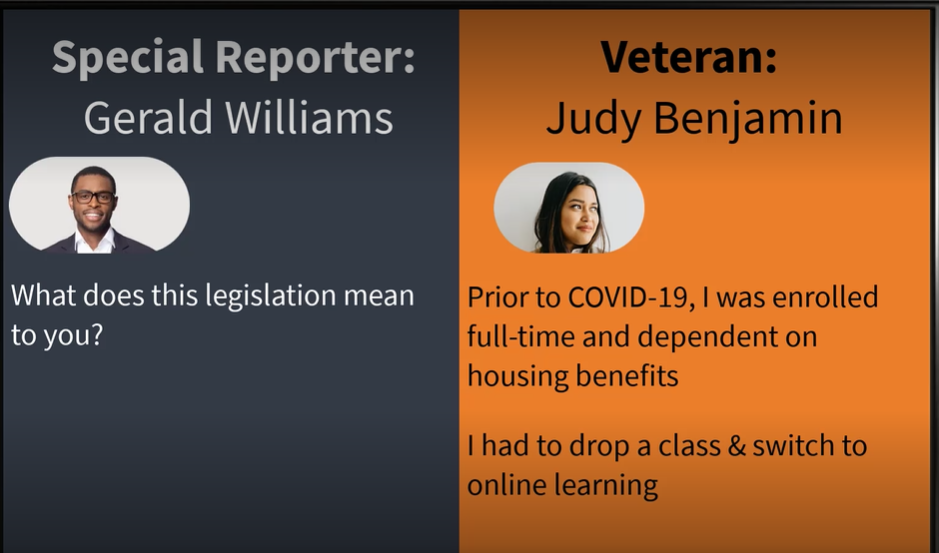 Special Reporter:
Gerald Williams
What does this legislation mean
to you?
Veteran:
Judy Benjamin
Prior to COVID-19, I was enrolled
full-time and dependent on
housing benefits
I had to drop a class & switch to
online learning